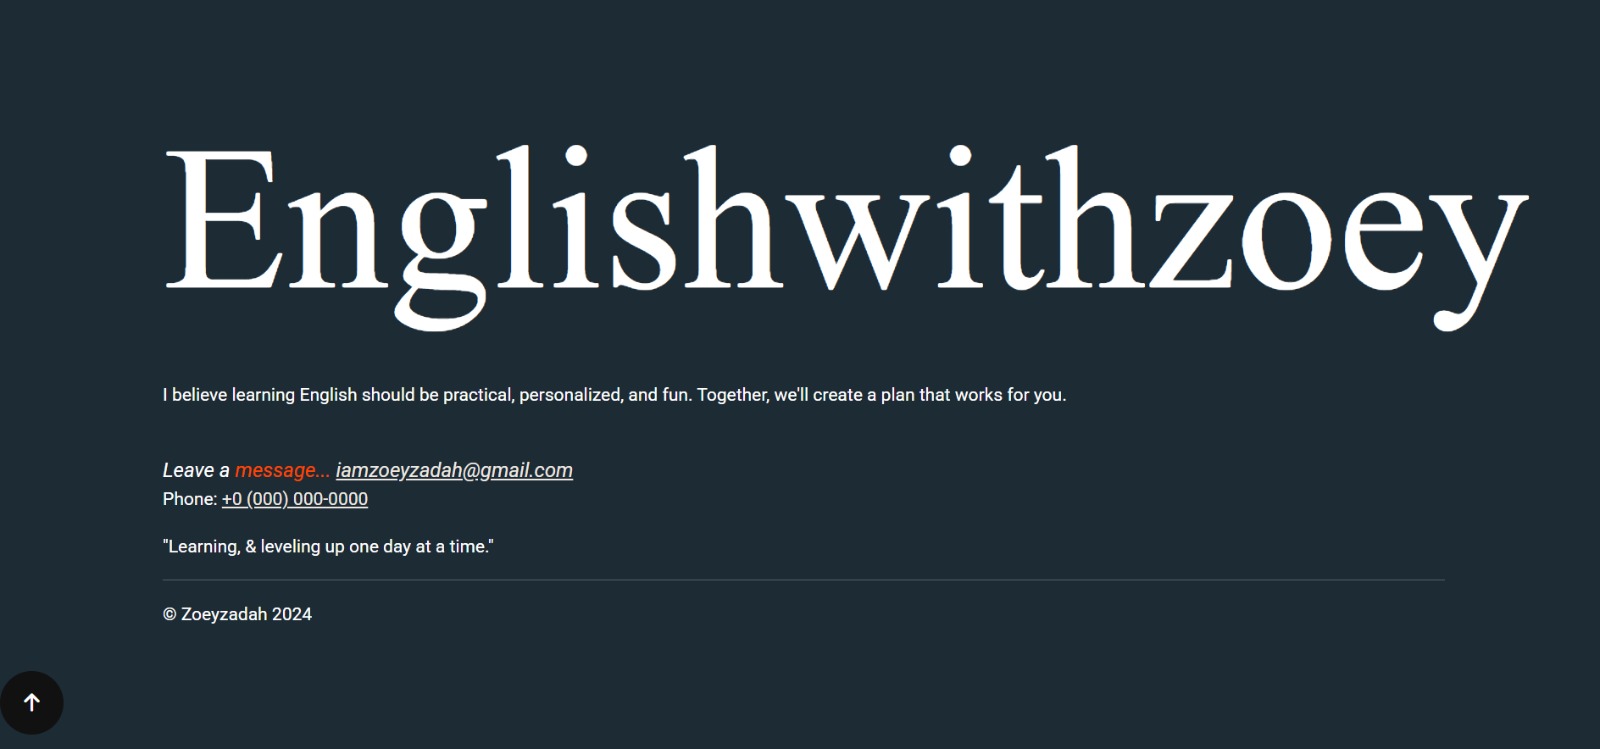 Englishwithzoey
I believe learning English should be practical, personalized, and fun. Together, we'll create a plan that works for you.
Leave a message... iamzoeyzadah@gmail.com
Phone: +0 (000) 000-0000
"Learning, & leveling up one day at a time."
© Zoeyzadah 2024